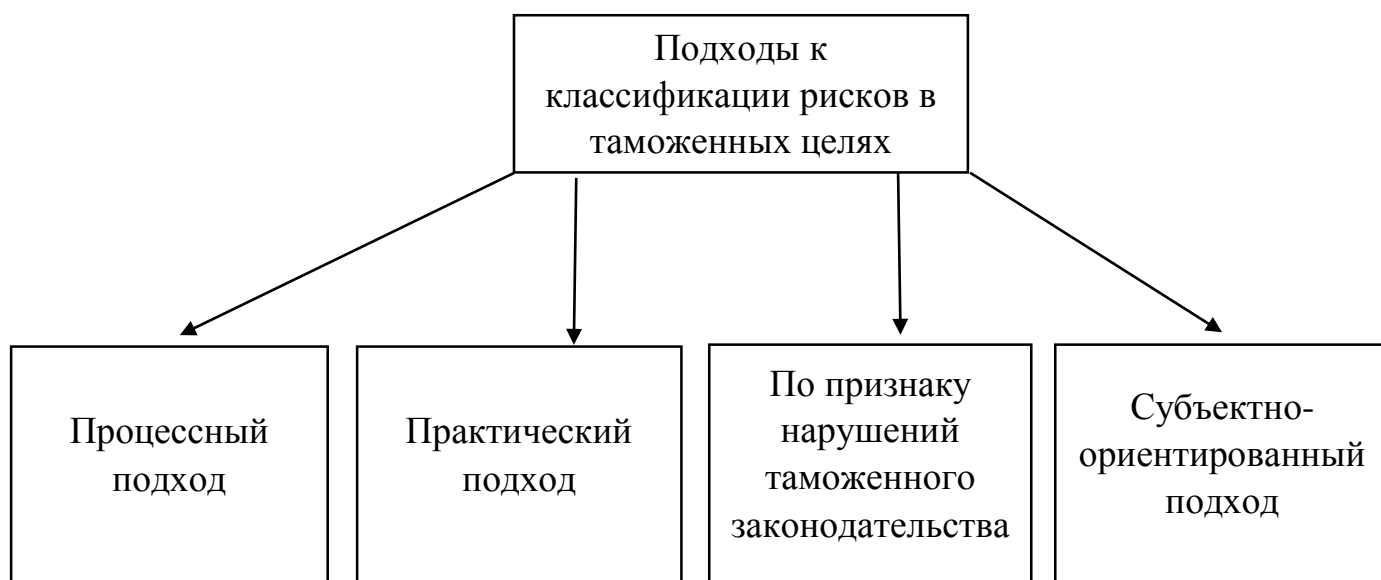 Подходы к
классификации рисков в
таможенных целях
Процессный
подход
Практический
подход
По признаку
нарушений
таможенного
законодательства
Субъектно-
ориентированный
подход